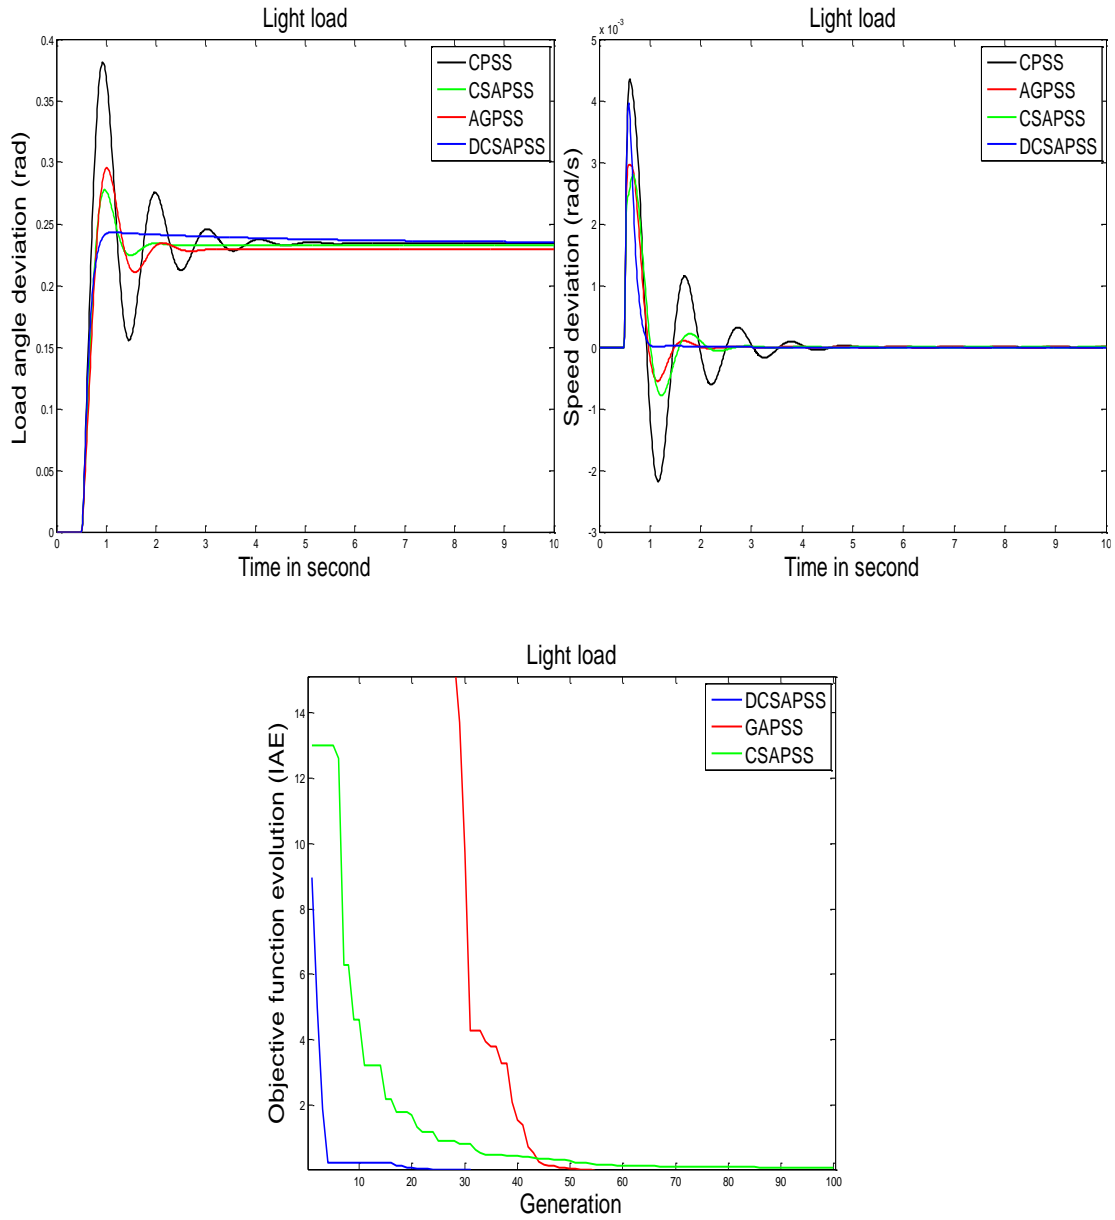 Light load
0.4
0.35
0.3
0.25
0.2
0.15
0.1
0.05
0
Load angle deviation (rad)
CPSS
CSAPSS
AGPSS
DCSAPSS
0 1 2 3 4 5 6 7 8 9 10
Time in second
Light load
x 10^-3
5
4
3
2
1
0
-1
-2
-3
Speed deviation (rad/s)
CPSS
AGPSS
CSAPSS
DCSAPSS
0 1 2 3 4 5 6 7 8 9 10
Time in second
Light load
14
12
10
8
6
4
2
Objective function evolution (IAE)
DCSAPSS
GAPSS
CSAPSS
10 20 30 40 50 60 70 80 90 100
Generation